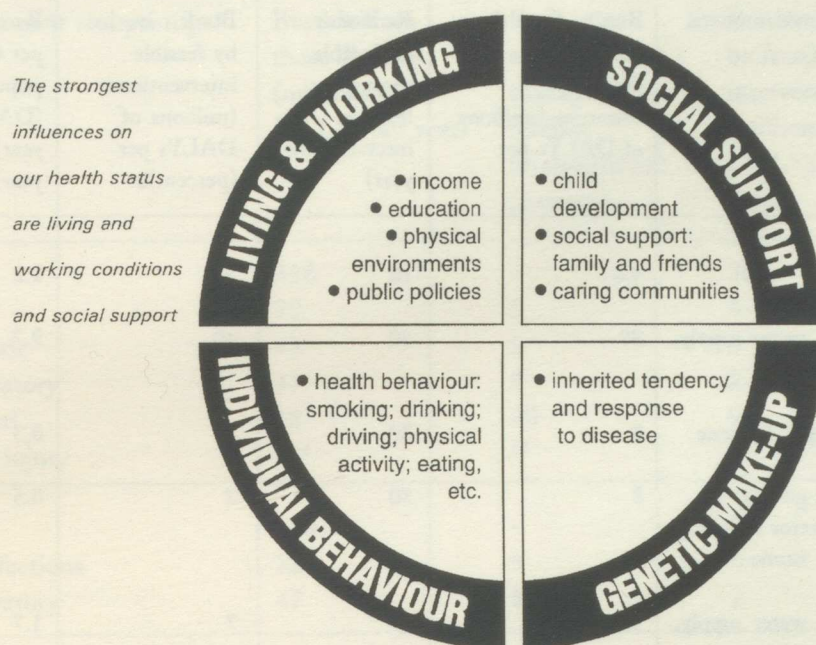 The strongest
influences on
our health status
are living and
working conditions
and social support
LIVING & WORKING
• income
• education
• physical
environments
• public policies
SOCIAL SUPPORT
• child
development
• social support:
family and friends
• caring communities
INDIVIDUAL BEHAVIOUR
• health behaviour:
smoking; drinking;
driving; physical
activity; eating,
etc.
GENETIC MAKE-UP
• inherited tendency
and response
to disease